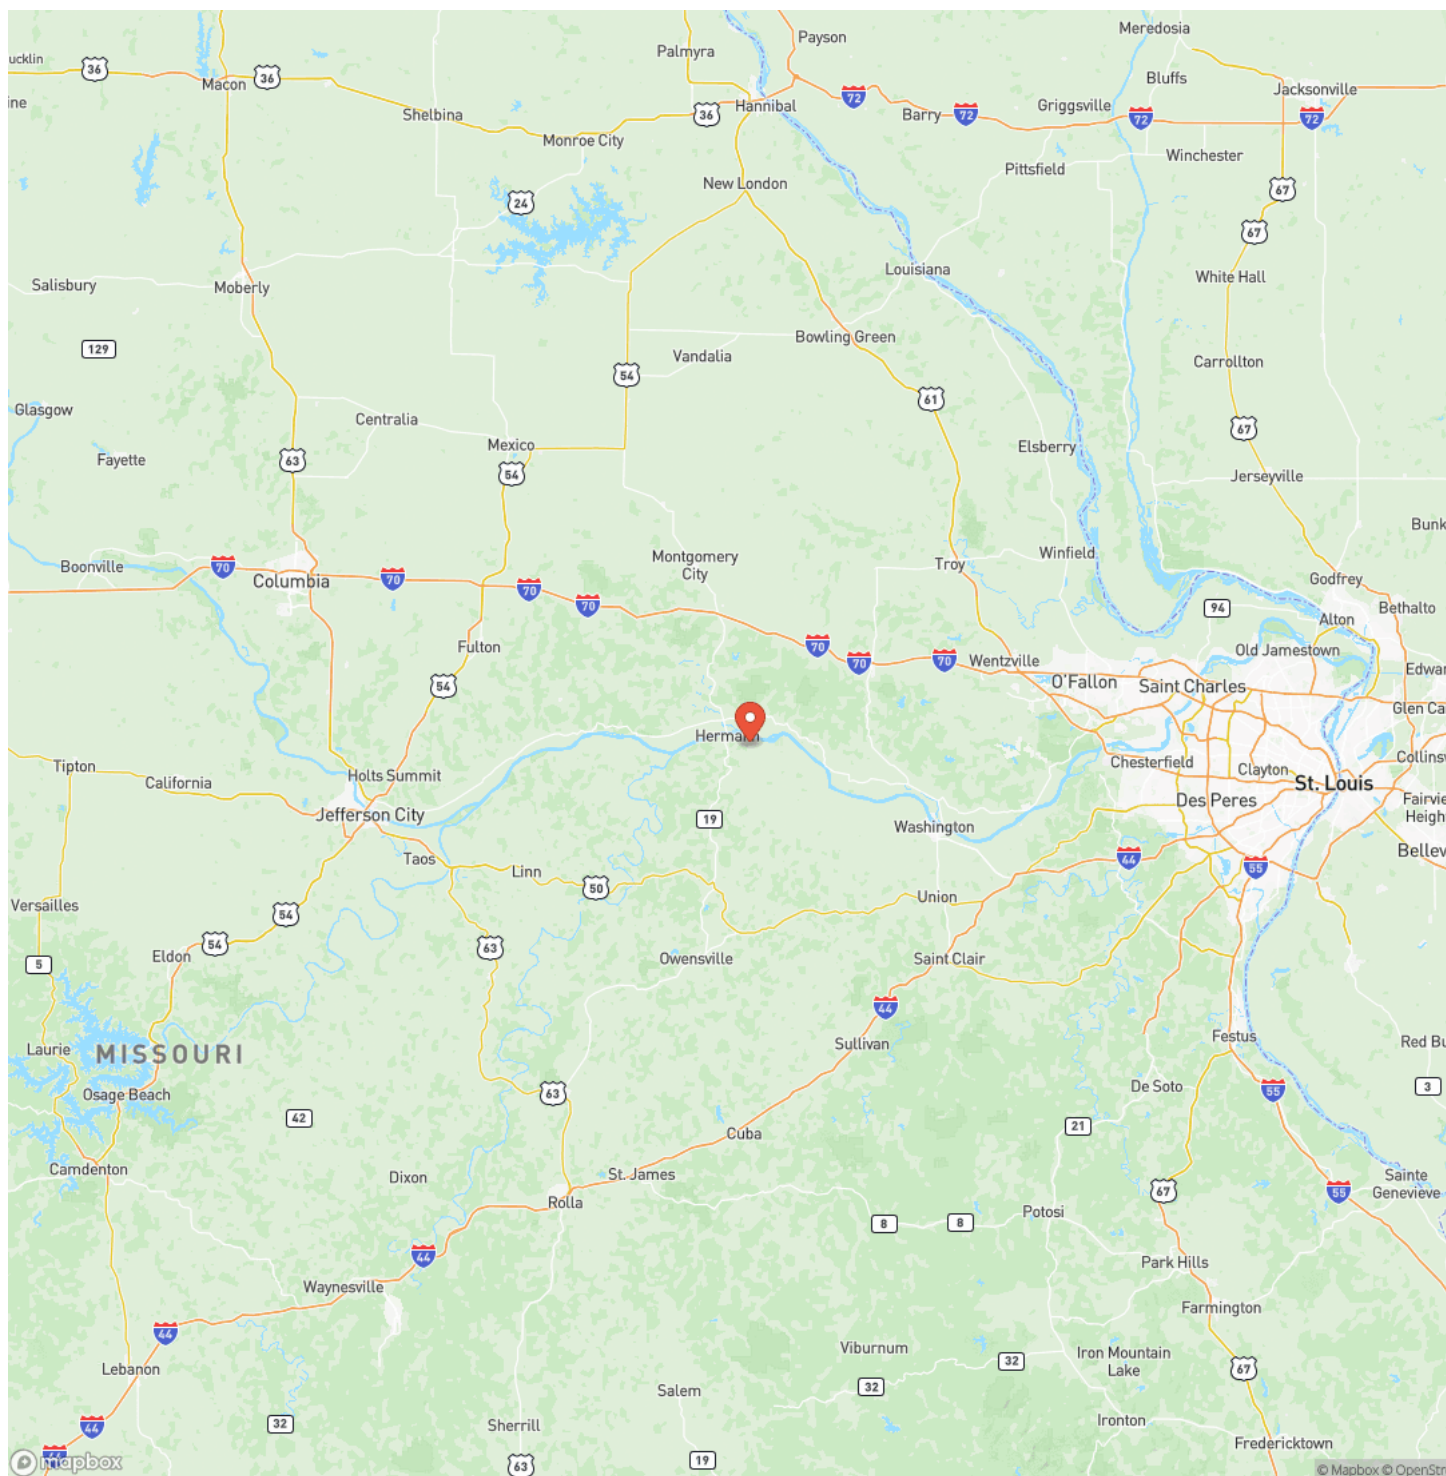 Meredosia
Payson
Palmyra
ucklin
36
36
Macon
Bluffs
Jacksonville
ine
72
Hannibal
Griggsville
Shelbina
36
Barry
72
72
72
Monroe City
Winchester
Pittsfield
New London
67
24
67
Louisiana
White Hall
Salisbury
Moberly
Bowling Green
129
Vandalia
Carrollton
54
61
Glasgow
Centralia
67
Mexico
Elsberry
Fayette
63
54
Jerseyville
Bunk
Montgomery
City
Winfield
Boonville
70
Troy
Columbia
70
Godfrey
70
70
94
Bethalto
Alton
Fulton
70
70
70
Wentzville
Old Jamestown
Edwar
54
O'Fallon
Saint Charles
Glen Ca
Hermann
Collinsv
Tipton
Chesterfield
Clayton
California
Holts Summit
St. Louis
Des Peres
Fairvie
Heigh
Jefferson City
19
Washington
Taos
44
Bellev
Linn
55
50
Union
Versailles
54
54
63
Eldon
Owensville
Saint Clair
5
44
Festus
Laurie
MISSOURI
Sullivan
Red Bu
Osage Beach
63
De Soto
55
3
42
21
Cuba
Camdenton
Dixon
St. James
Sainte
Genevieve
67
55
Rolla
Potosi
8
8
44
Park Hills
Waynesville
Farmington
44
Viburnum
Iron Mountain
Lake
Lebanon
32
67
32
Salem
44
32
Sherrill
Ironton
Fredericktown
44
mapbox
63
19
© Mapbox © OpenStr